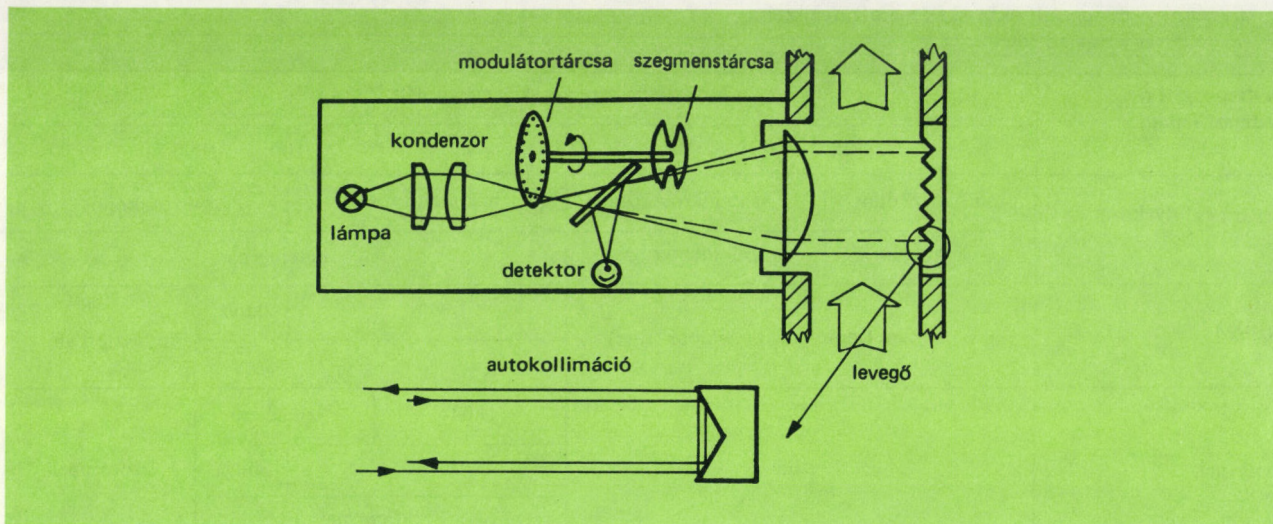 modulátortárcsa
szegmenstárcsa
kondenzor
lámpa
detektor
autokollimáció
levegő